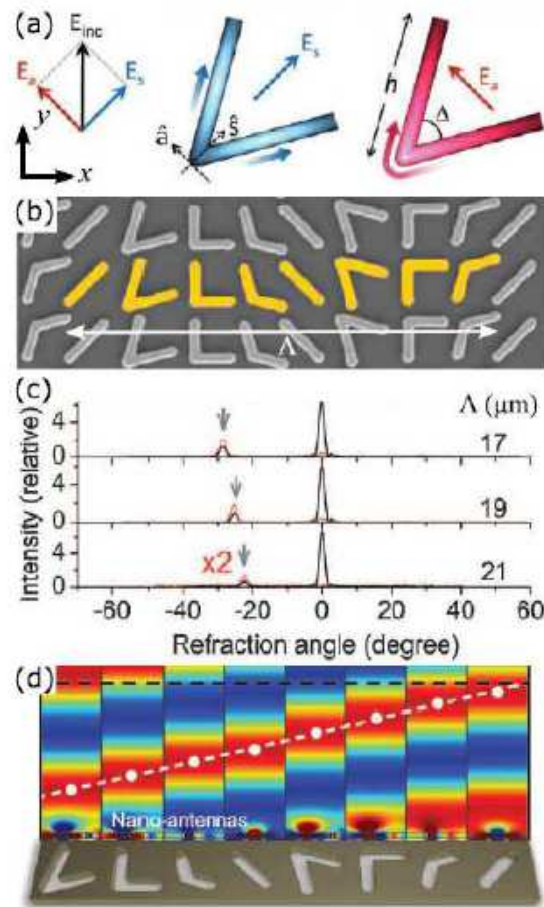 (a)
E_inc
E_a
E_s
y
x
E_s
â
ŝ
h
Δ
E_a
(b)
Λ
(c)
Λ (μm)
4
0
17
4
0
19
4
0
x2
21
-60 -40 -20 0 20 40 60
Intensity (relative)
Refraction angle (degree)
(d)
Nano-antennas